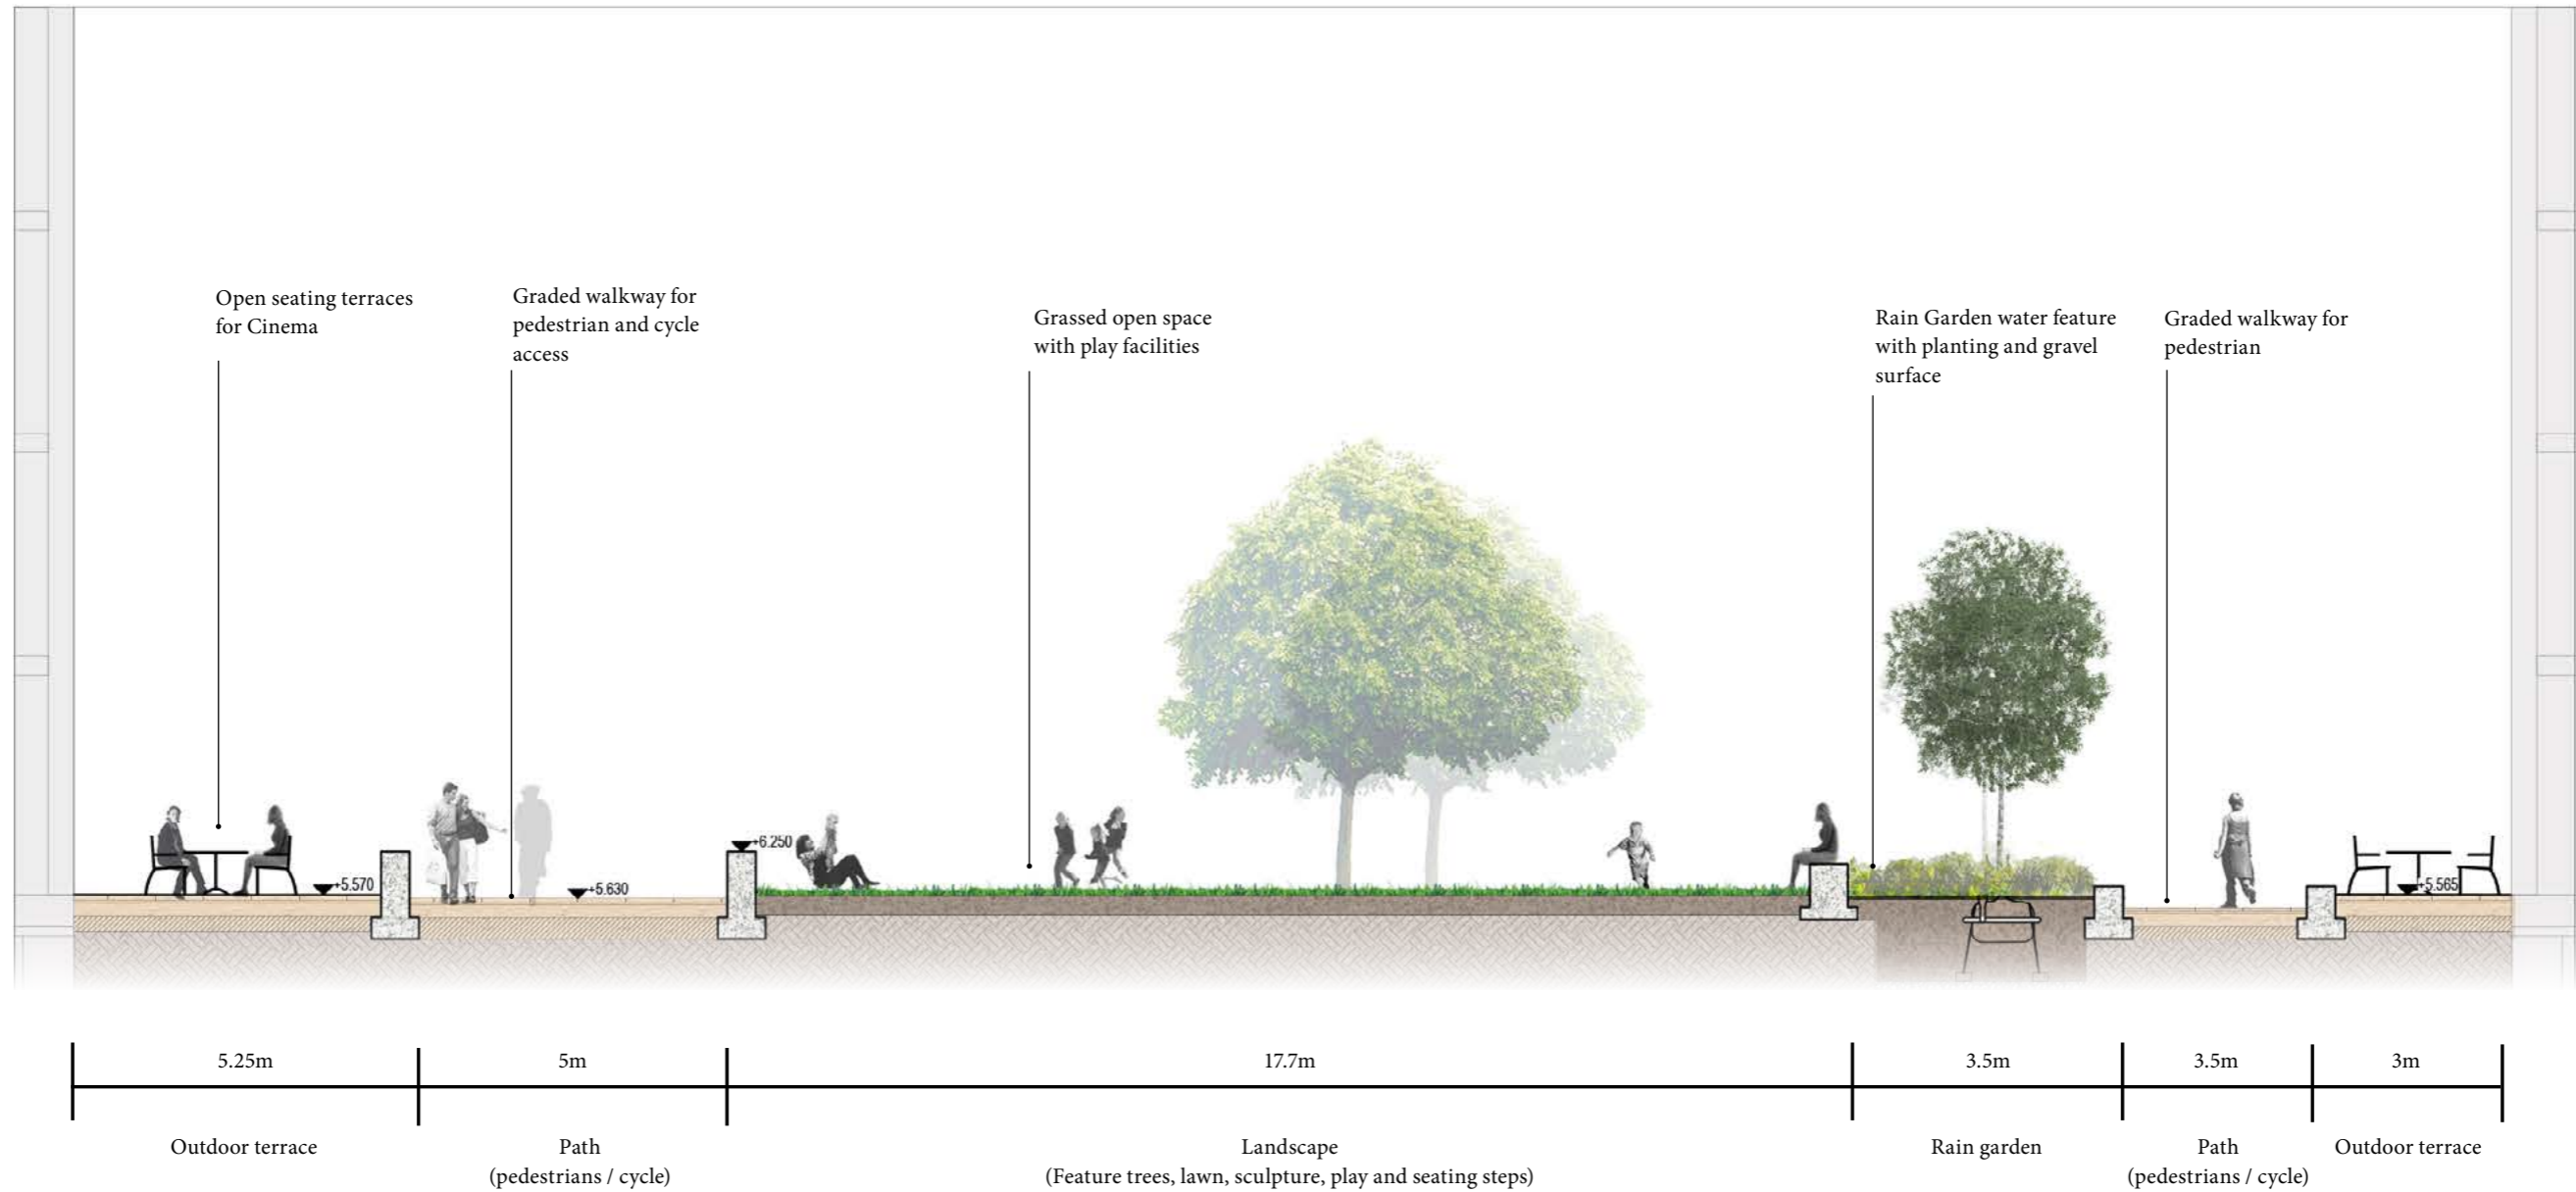 Open seating terraces
for Cinema
Graded walkway for
pedestrian and cycle
access
Grassed open space
with play facilities
Rain Garden water feature
with planting and gravel
surface
Graded walkway for
pedestrian
+5.570
+5.630
+6.250
+5.565
5.25m
5m
17.7m
3.5m
3.5m
3m
Outdoor terrace
Path
(pedestrians / cycle)
Landscape
(Feature trees, lawn, sculpture, play and seating steps)
Rain garden
Path
(pedestrians / cycle)
Outdoor terrace